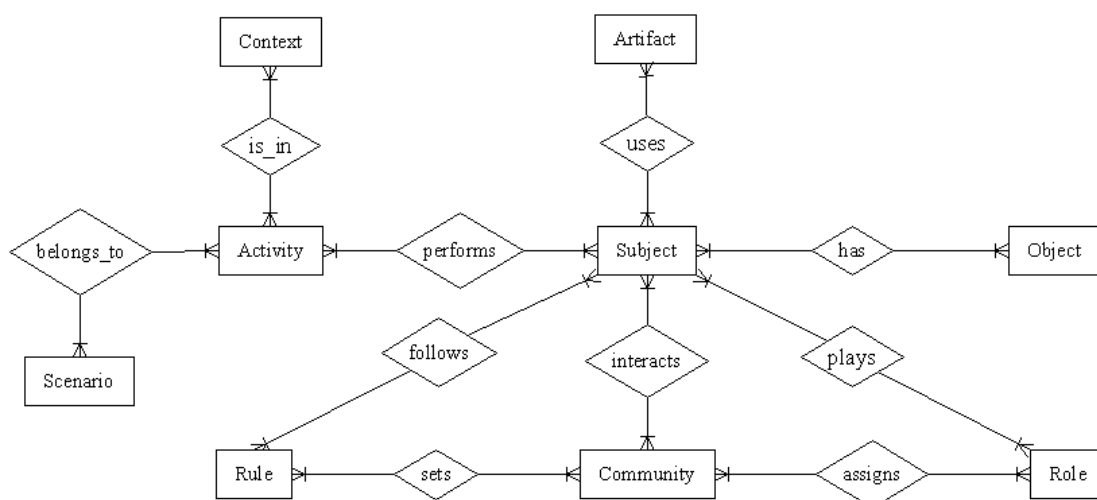 Context
Artifact
is_in
uses
belongs_to
Activity
performs
Subject
has
Object
follows
interacts
plays
Scenario
Rule
sets
Community
assigns
Role